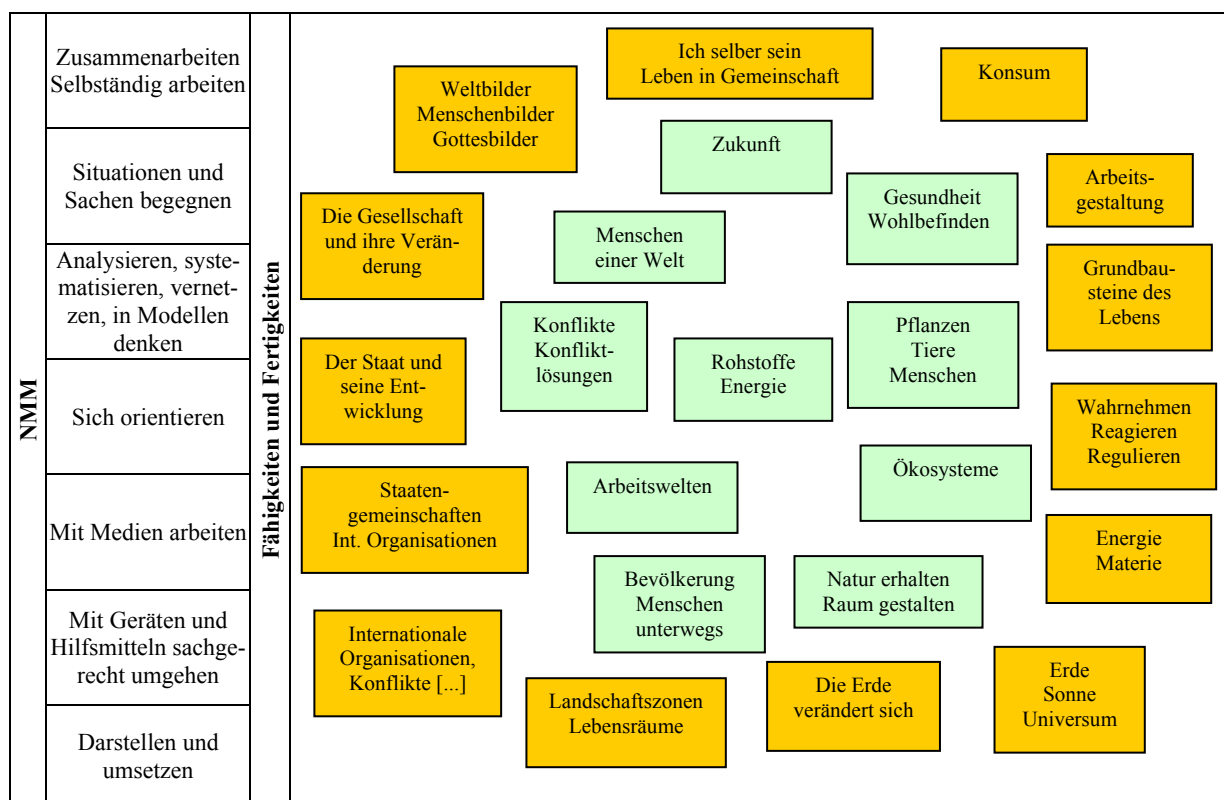 NMM
Zusammenarbeiten
Selbständig arbeiten
Situationen und
Sachen begegnen
Analysieren, syste-
matisieren, vernet-
zen, in Modellen
denken
Sich orientieren
Mit Medien arbeiten
Mit Geräten und
Hilfsmitteln sachge-
recht umgehen
Darstellen und
umsetzen
Fähigkeiten und Fertigkeiten
Ich selber sein
Leben in Gemeinschaft
Konsum
Weltbilder
Menschenbilder
Gottesbilder
Zukunft
Arbeits-
gestaltung
Gesundheit
Wohlbefinden
Die Gesellschaft
und ihre Verän-
derung
Menschen
einer Welt
Grundbau-
steine des
Lebens
Konflikte
Konflikt-
lösungen
Pflanzen
Tiere
Menschen
Der Staat und
seine Ent-
wicklung
Rohstoffe
Energie
Wahrnehmen
Reagieren
Regulieren
Ökosysteme
Staaten-
gemeinschaften
Int. Organisationen
Arbeitswelten
Energie
Materie
Bevölkerung
Menschen
unterwegs
Natur erhalten
Raum gestalten
Internationale
Organisationen,
Konflikte [...]
Landschaftszonen
Lebensräume
Die Erde
verändert sich
Erde
Sonne
Universum